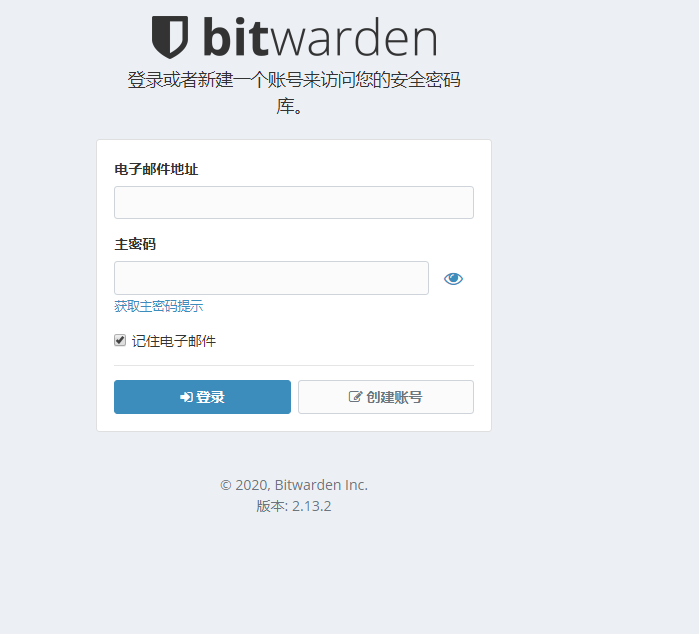 bitwarden
登录或者新建一个账号来访问您的安全密码
库。
电子邮件地址
主密码
获取主密码提示
记住电子邮件
登录
创建账号
© 2020, Bitwarden Inc.
版本: 2.13.2